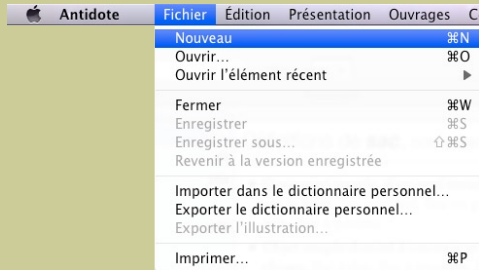 Antidote Fichier Édition Présentation Ouvrages C
Nouveau ⌘N
Ouvrir... ⌘O
Ouvrir l'élément récent ▶
Fermer ⌘W
Enregistrer ⌘S
Enregistrer sous... ⇧⌘S
Revenir à la version enregistrée
Importer dans le dictionnaire personnel...
Exporter le dictionnaire personnel...
Exporter l'illustration...
Imprimer... ⌘P